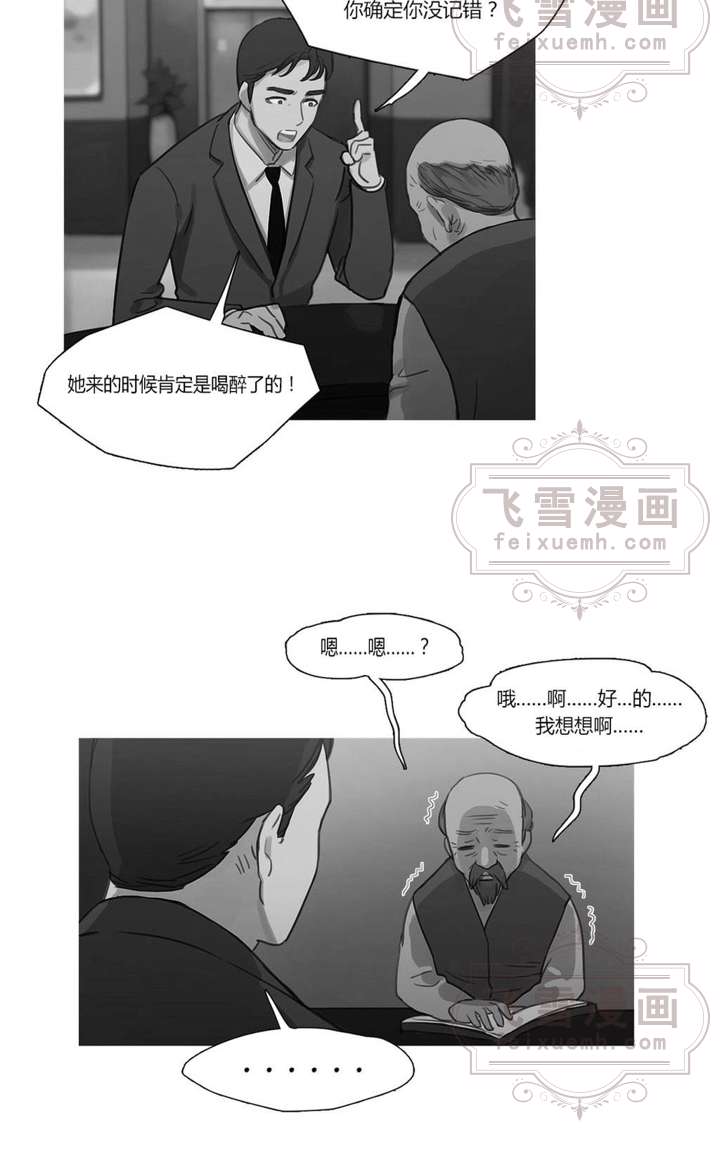 你确定你没记错？
飞雪漫画
feixuemh.com
她来的时候肯定是喝醉了的！
飞雪漫画
feixuemh.com
嗯……嗯……？
哦……啊……好…的……
我想想啊……
飞雪漫画
feixuemh.com
······